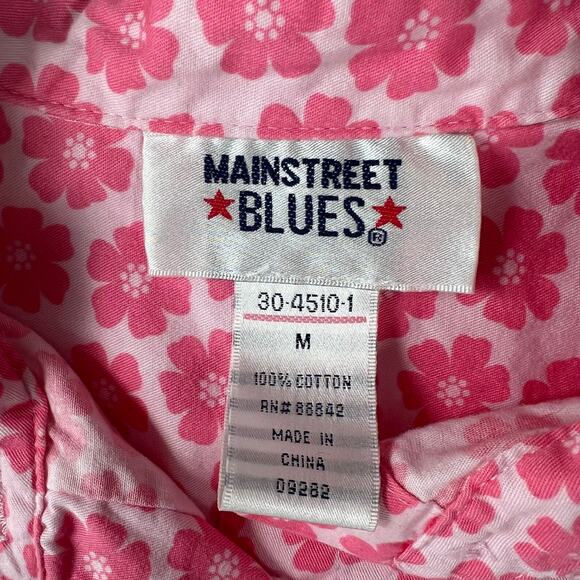 MAINSTREET
BLUES®
30-4510-1
M
100% COTTON
RN# 88842
MADE IN
CHINA
09282